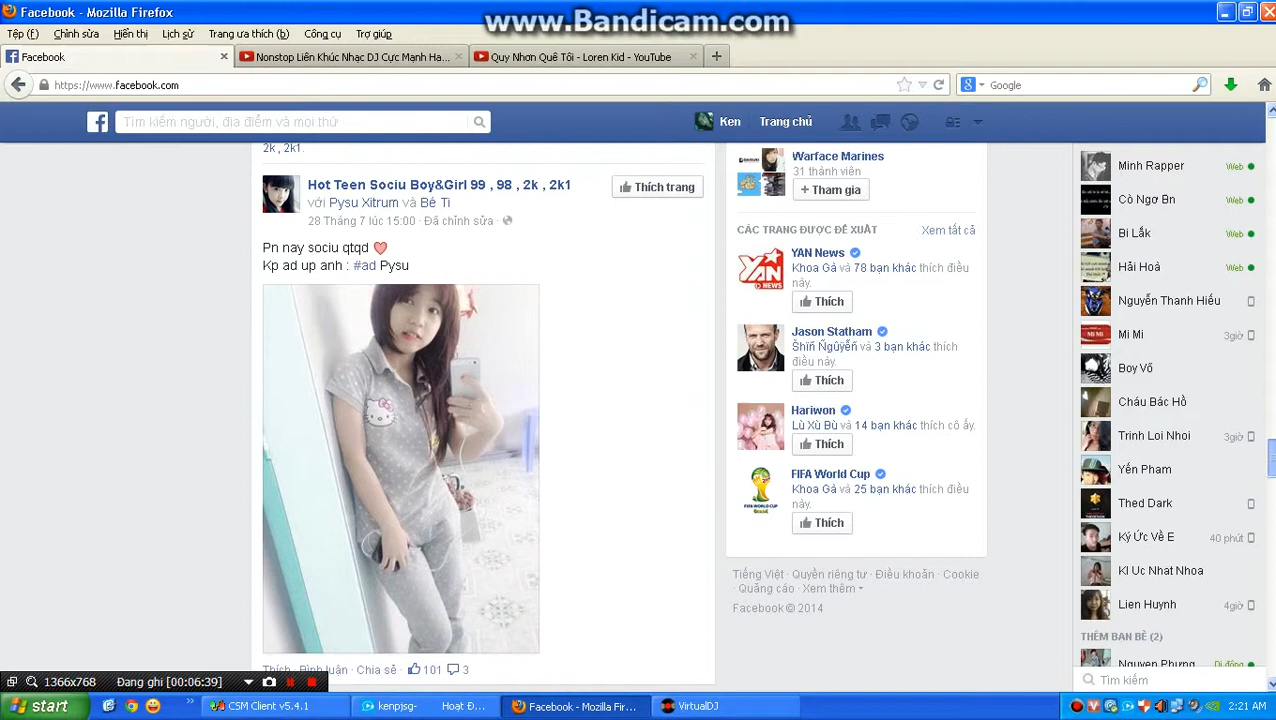 www.Bandicam.com
Facebook - Mozilla Firefox
Tệp (F) Chỉnh sửa Hiển thị Lịch sử Trang ưa thích (b) Công cụ Trợ giúp
Facebook × Nonstop Liên Khúc Nhạc DJ Cực Mạnh Ha... × Quy Nhơn Quê Tôi - Loren Kid - YouTube × +
https://www.facebook.com
Google
Tìm kiếm người, địa điểm và mọi thứ
Ken Trang chủ
2k , 2k1.
Hot Teen Sociu Boy&Girl 99 , 98 , 2k , 2k1
Thích trang
với Pysu Xitrum và Bé Ti
28 Tháng 7 lúc 15:00 · Đã chỉnh sửa ·
Pn nay sociu qtqd
Kp ad up anh : #ad Pysu
Thích · Bình luận · Chia sẻ · 101 3
Warface Marines
31 thành viên
+ Tham gia
CÁC TRANG ĐƯỢC ĐỀ XUẤT Xem tất cả
YAN News
Khoa Gà và 78 bạn khác thích điều
này.
Thích
Jason Statham
Shin Nguyễn và 3 bạn khác thích
điều này.
Thích
Hariwon
Lù Xù Bù và 14 bạn khác thích cô ấy.
Thích
FIFA World Cup
Khoa Gà và 25 bạn khác thích điều
này.
Thích
Tiếng Việt · Quyền riêng tư · Điều khoản · Cookie
· Quảng cáo · Xem thêm
Facebook © 2014
Minh Rapper Web
Cò Ngơ Bn Web
Bi Lắk Web
Hải Hoà Web
Nguyễn Thanh Hiếu
Mi Mi 3giờ
Boy Võ
Cháu Bác Hồ
Trinh Loi Nhoi 3giờ
Yến Pham
Thed Dark
Ký Ức Về E 40 phút
KI Uc Nhat Nhoa
Lien Huynh 4giờ
THÊM BẠN BÈ (2)
Nguyen Phung Di động
Tìm kiếm
1366x768 Đang ghi [00:06:39]
start CSM Client v5.4.1 kenpjsg- Hoạt Đ... Facebook - Mozilla Fir... VirtualDJ 2:21 AM